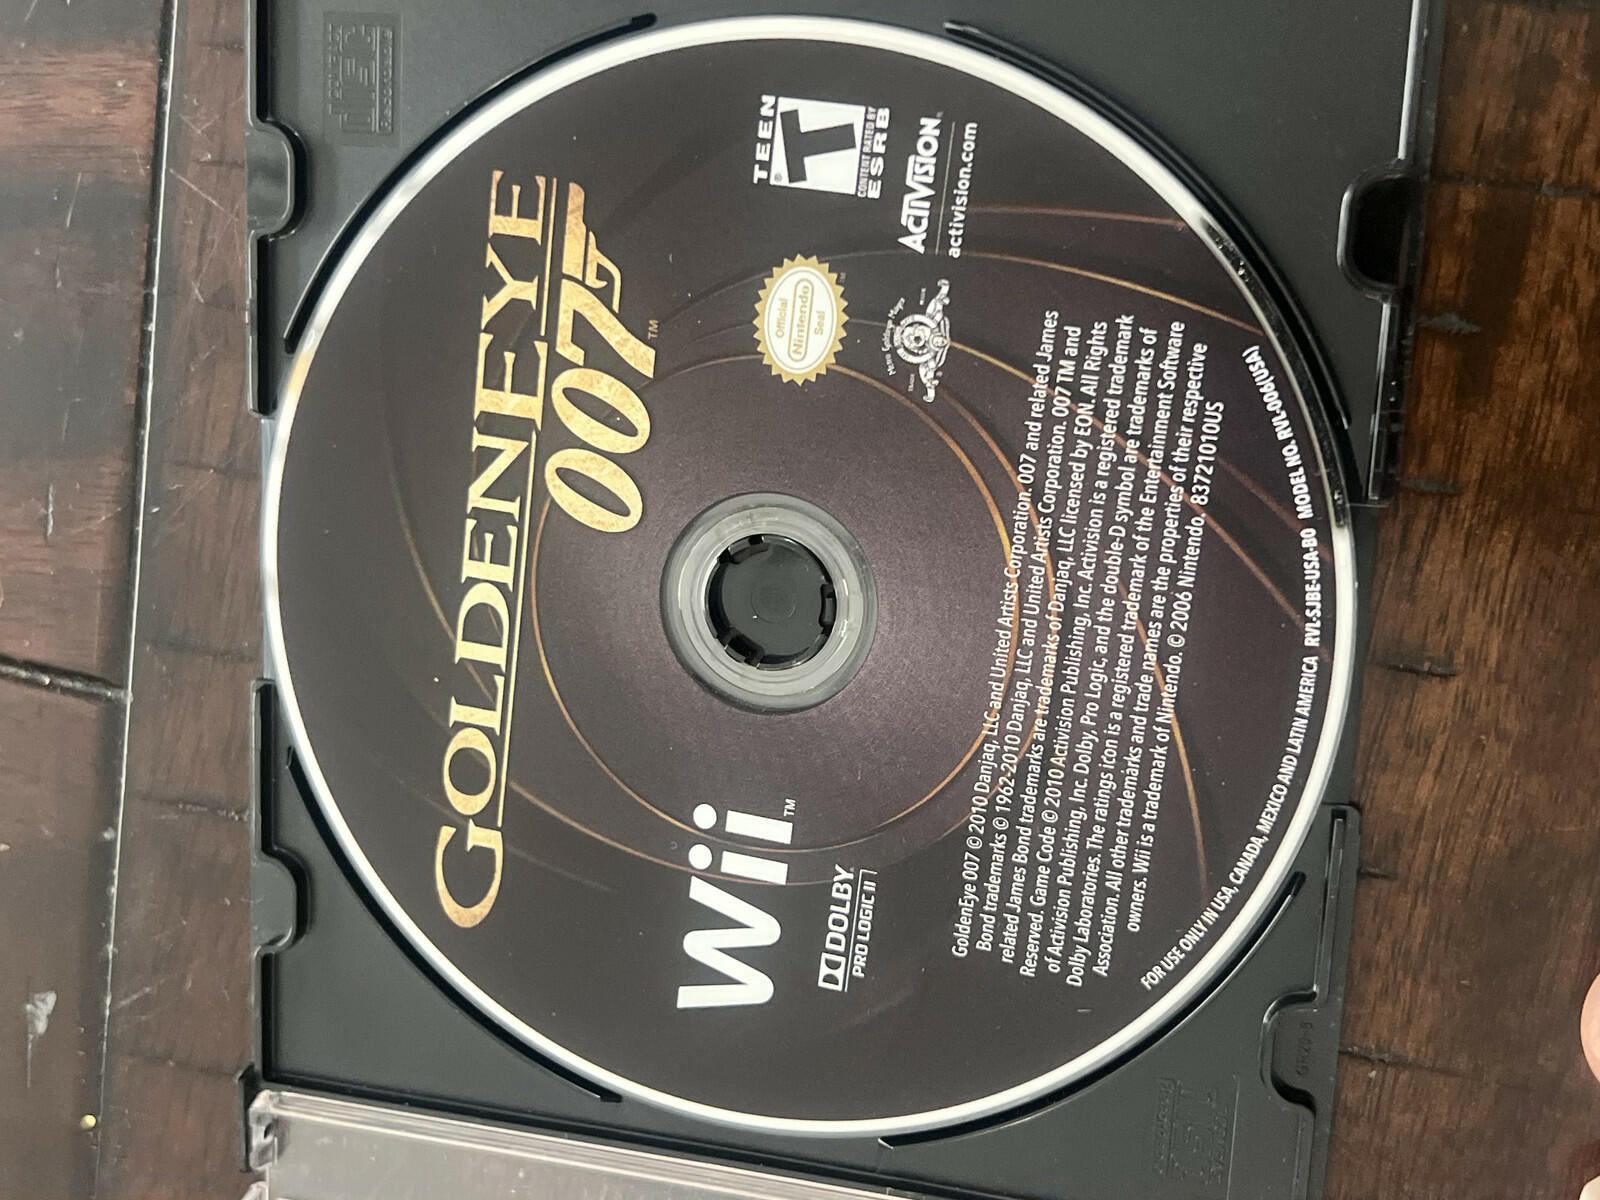 GOLDENEYE
007™
Wii™
DOLBY
PRO LOGIC II
Official
Nintendo
Seal
TEEN
T
CONTENT RATED BY
ESRB
ACTIVISION
activision.com
GoldenEye 007 © 2010 Danjaq, LLC and United Artists Corporation. 007 and related James
Bond trademarks © 1962-2010 Danjaq, LLC and United Artists Corporation. 007 TM and
related James Bond trademarks are trademarks of Danjaq, LLC licensed by EON. All Rights
Reserved. Game Code © 2010 Activision Publishing, Inc. Activision is a registered trademark
of Activision Publishing, Inc. Dolby, Pro Logic, and the double-D symbol are trademarks of
Dolby Laboratories. The ratings icon is a registered trademark of the Entertainment Software
Association. All other trademarks and trade names are the properties of their respective
owners. Wii is a trademark of Nintendo. © 2006 Nintendo. 83721010US
FOR USE ONLY IN USA, CANADA, MEXICO AND LATIN AMERICA RVL-SJBE-USA-B0 MODEL NO. RVL-006(USA)